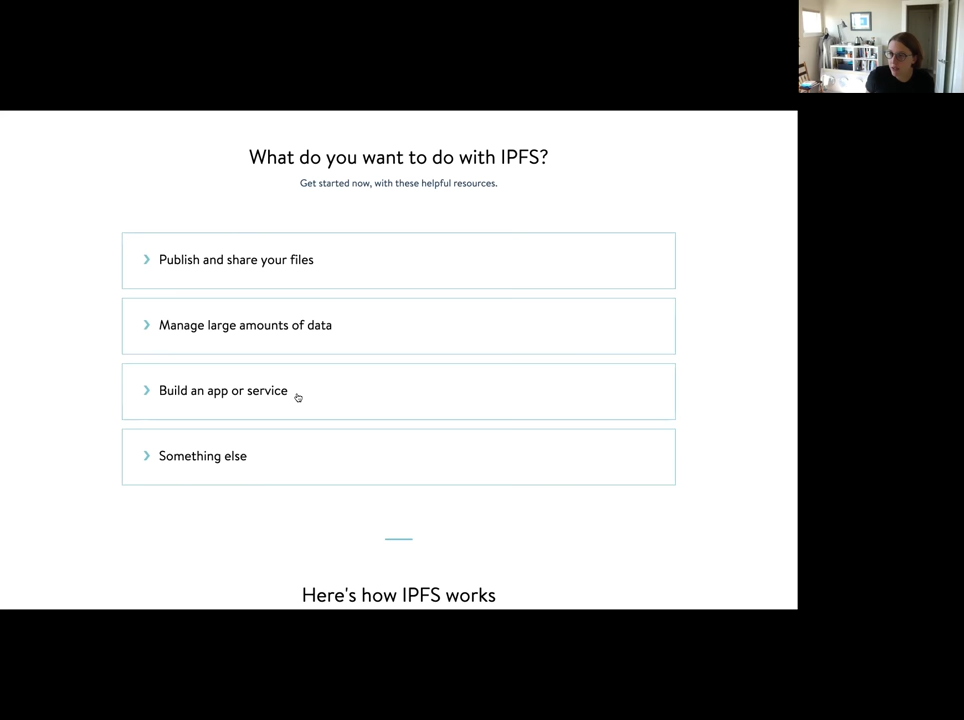 What do you want to do with IPFS?
Get started now, with these helpful resources.
Publish and share your files
Manage large amounts of data
Build an app or service
Something else
Here's how IPFS works